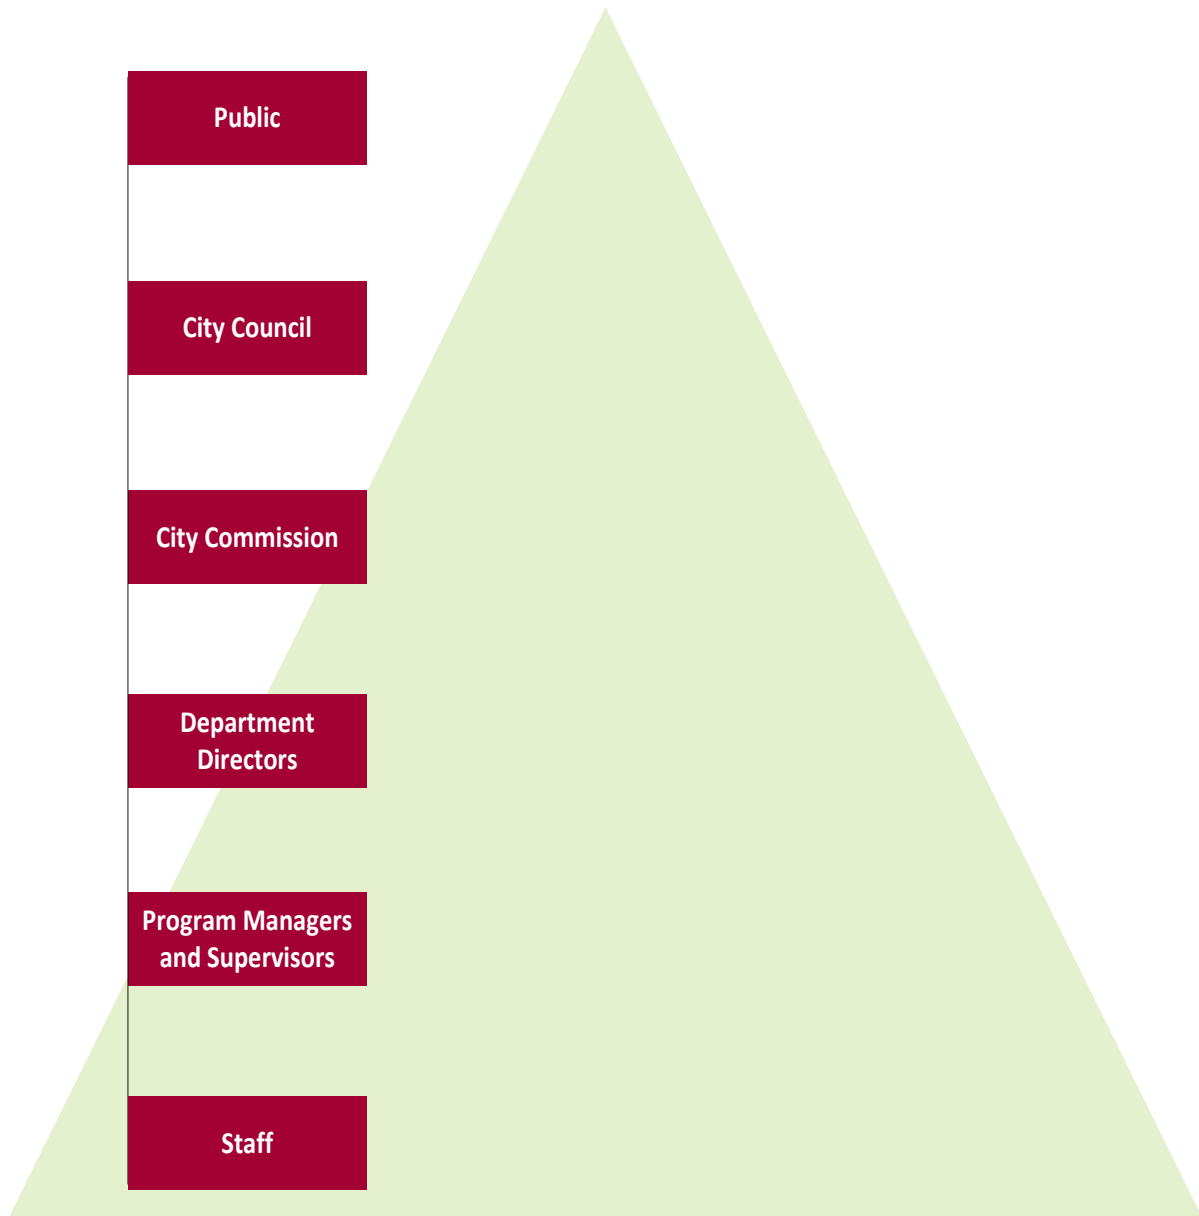 Public
City Council
City Commission
Department
Directors
Program Managers
and Supervisors
Staff